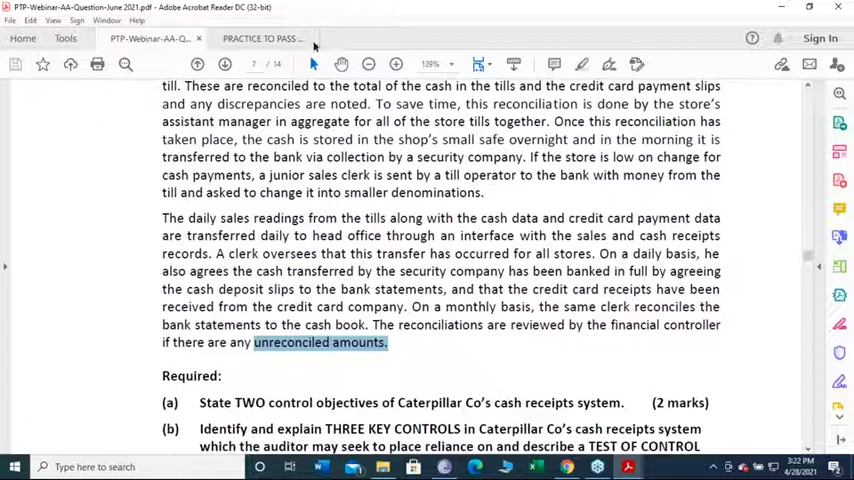 PTP-Webinar-AA-Question-June 2021.pdf - Adobe Acrobat Reader DC (32-bit)
File Edit View Sign Window Help
Home Tools PTP-Webinar-AA-Q... × PRACTICE TO PASS ... Sign In
7 / 14 139%
till. These are reconciled to the total of the cash in the tills and the credit card payment slips
and any discrepancies are noted. To save time, this reconciliation is done by the store's
assistant manager in aggregate for all of the store tills together. Once this reconciliation has
taken place, the cash is stored in the shop's small safe overnight and in the morning it is
transferred to the bank via collection by a security company. If the store is low on change for
cash payments, a junior sales clerk is sent by a till operator to the bank with money from the
till and asked to change it into smaller denominations.
The daily sales readings from the tills along with the cash data and credit card payment data
are transferred daily to head office through an interface with the sales and cash receipts
records. A clerk oversees that this transfer has occurred for all stores. On a daily basis, he
also agrees the cash transferred by the security company has been banked in full by agreeing
the cash deposit slips to the bank statements, and that the credit card receipts have been
received from the credit card company. On a monthly basis, the same clerk reconciles the
bank statements to the cash book. The reconciliations are reviewed by the financial controller
if there are any unreconciled amounts.
Required:
(a) State TWO control objectives of Caterpillar Co's cash receipts system. (2 marks)
(b) Identify and explain THREE KEY CONTROLS in Caterpillar Co's cash receipts system
which the auditor may seek to place reliance on and describe a TEST OF CONTROL
Type here to search
3:22 PM
4/28/2021